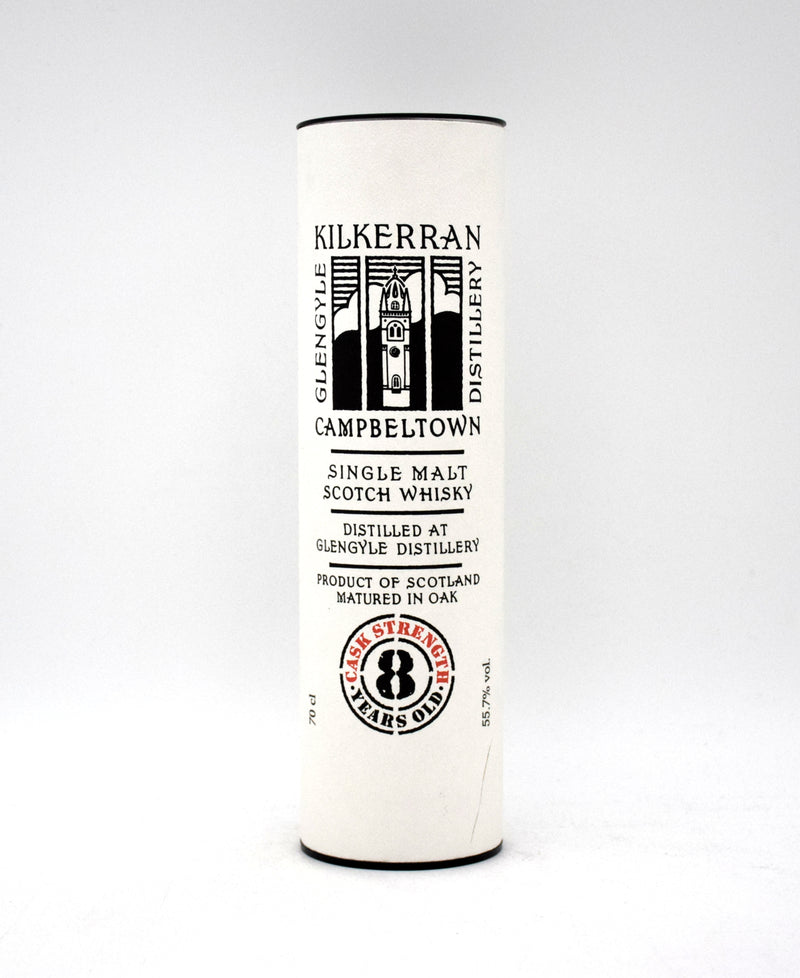 KILKERRAN
GLENGYLE
DISTILLERY
CAMPBELTOWN
SINGLE MALT
SCOTCH WHISKY
DISTILLED AT
GLENGYLE DISTILLERY
PRODUCT OF SCOTLAND
MATURED IN OAK
CASK STRENGTH
8
YEARS OLD
70 cl
55.7% vol.